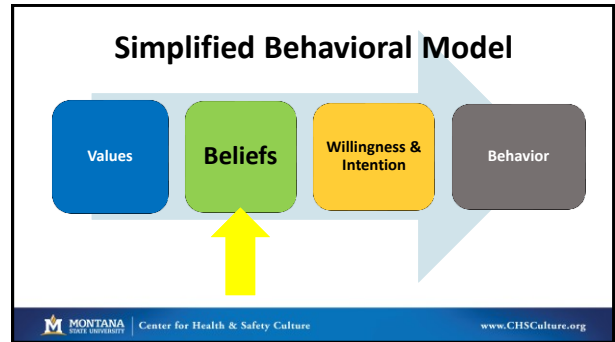 Simplified Behavioral Model
Values
Beliefs
Willingness &
Intention
Behavior
M
MONTANA
STATE UNIVERSITY
Center for Health & Safety Culture
www.CHSCulture.org